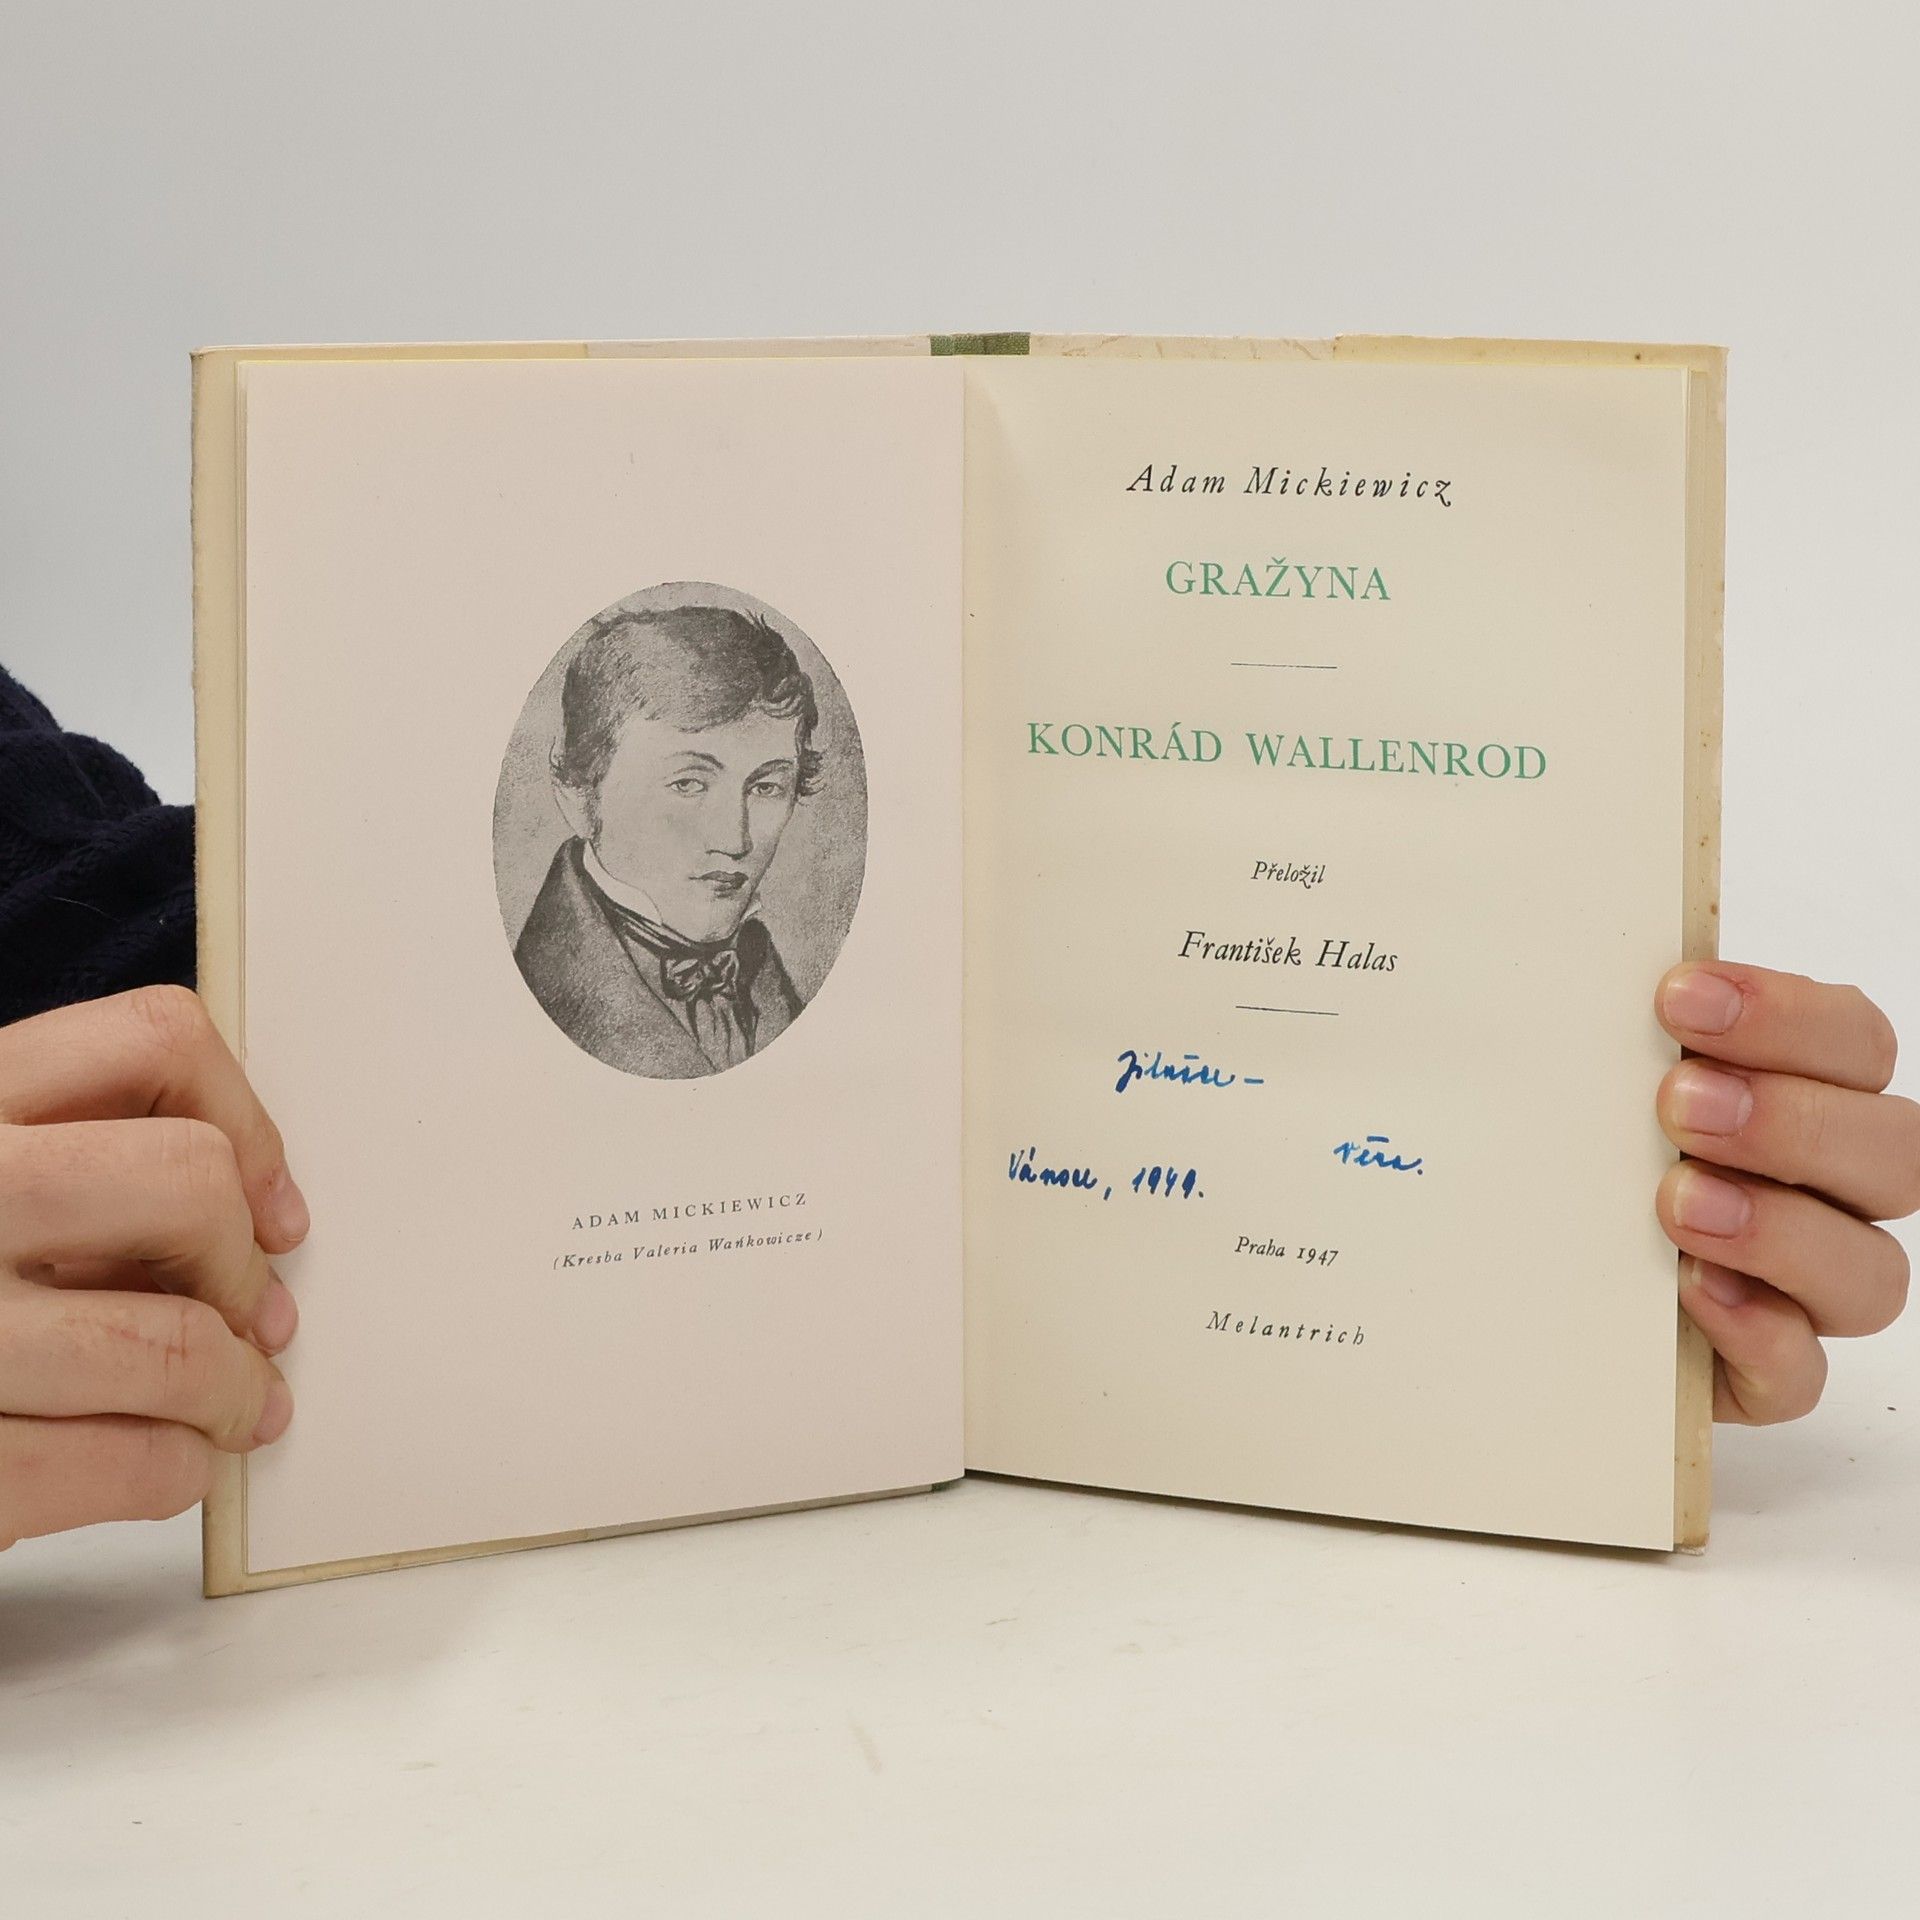 ADAM MICKIEWICZ
(Kresba Valeria Wańkowicze)
Adam Mickiewicz
GRAŽYNA
KONRÁD WALLENROD
Přeložil
František Halas
Věra.
Vánoce, 1949.
Praha 1947
Melantrich